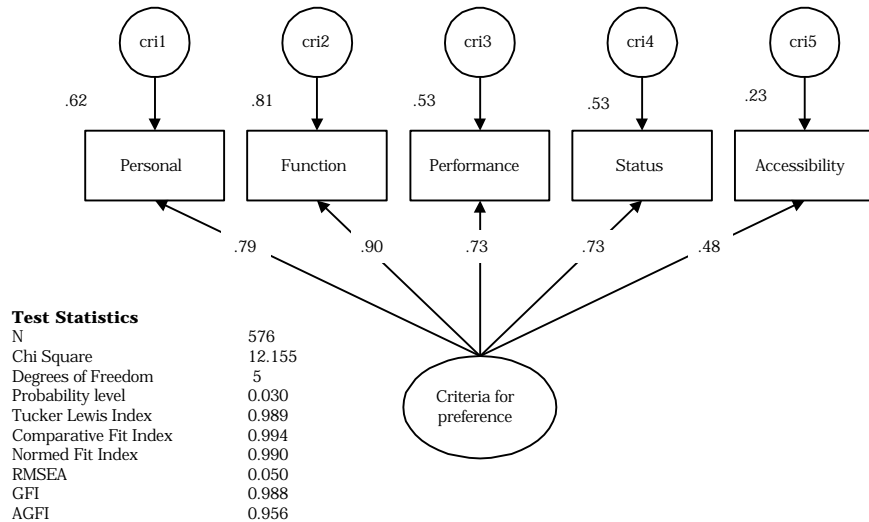 cri1 cri2 cri3 cri4 cri5
.62 .81 .53 .53 .23
Personal Function Performance Status Accessibility
.79 .90 .73 .73 .48
Criteria for
preference
Test Statistics
N 576
Chi Square 12.155
Degrees of Freedom 5
Probability level 0.030
Tucker Lewis Index 0.989
Comparative Fit Index 0.994
Normed Fit Index 0.990
RMSEA 0.050
GFI 0.988
AGFI 0.956